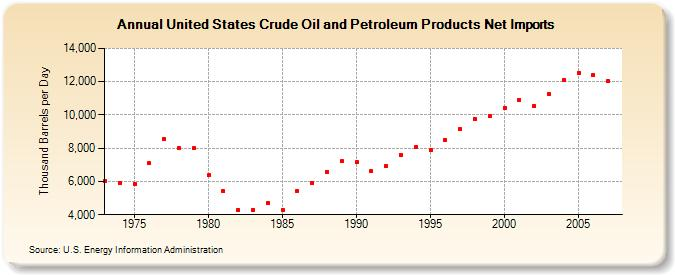 Annual United States Crude Oil and Petroleum Products Net Imports
Thousand Barrels per Day
14,000
12,000
10,000
8,000
6,000
4,000
1975 1980 1985 1990 1995 2000 2005
Source: U.S. Energy Information Administration